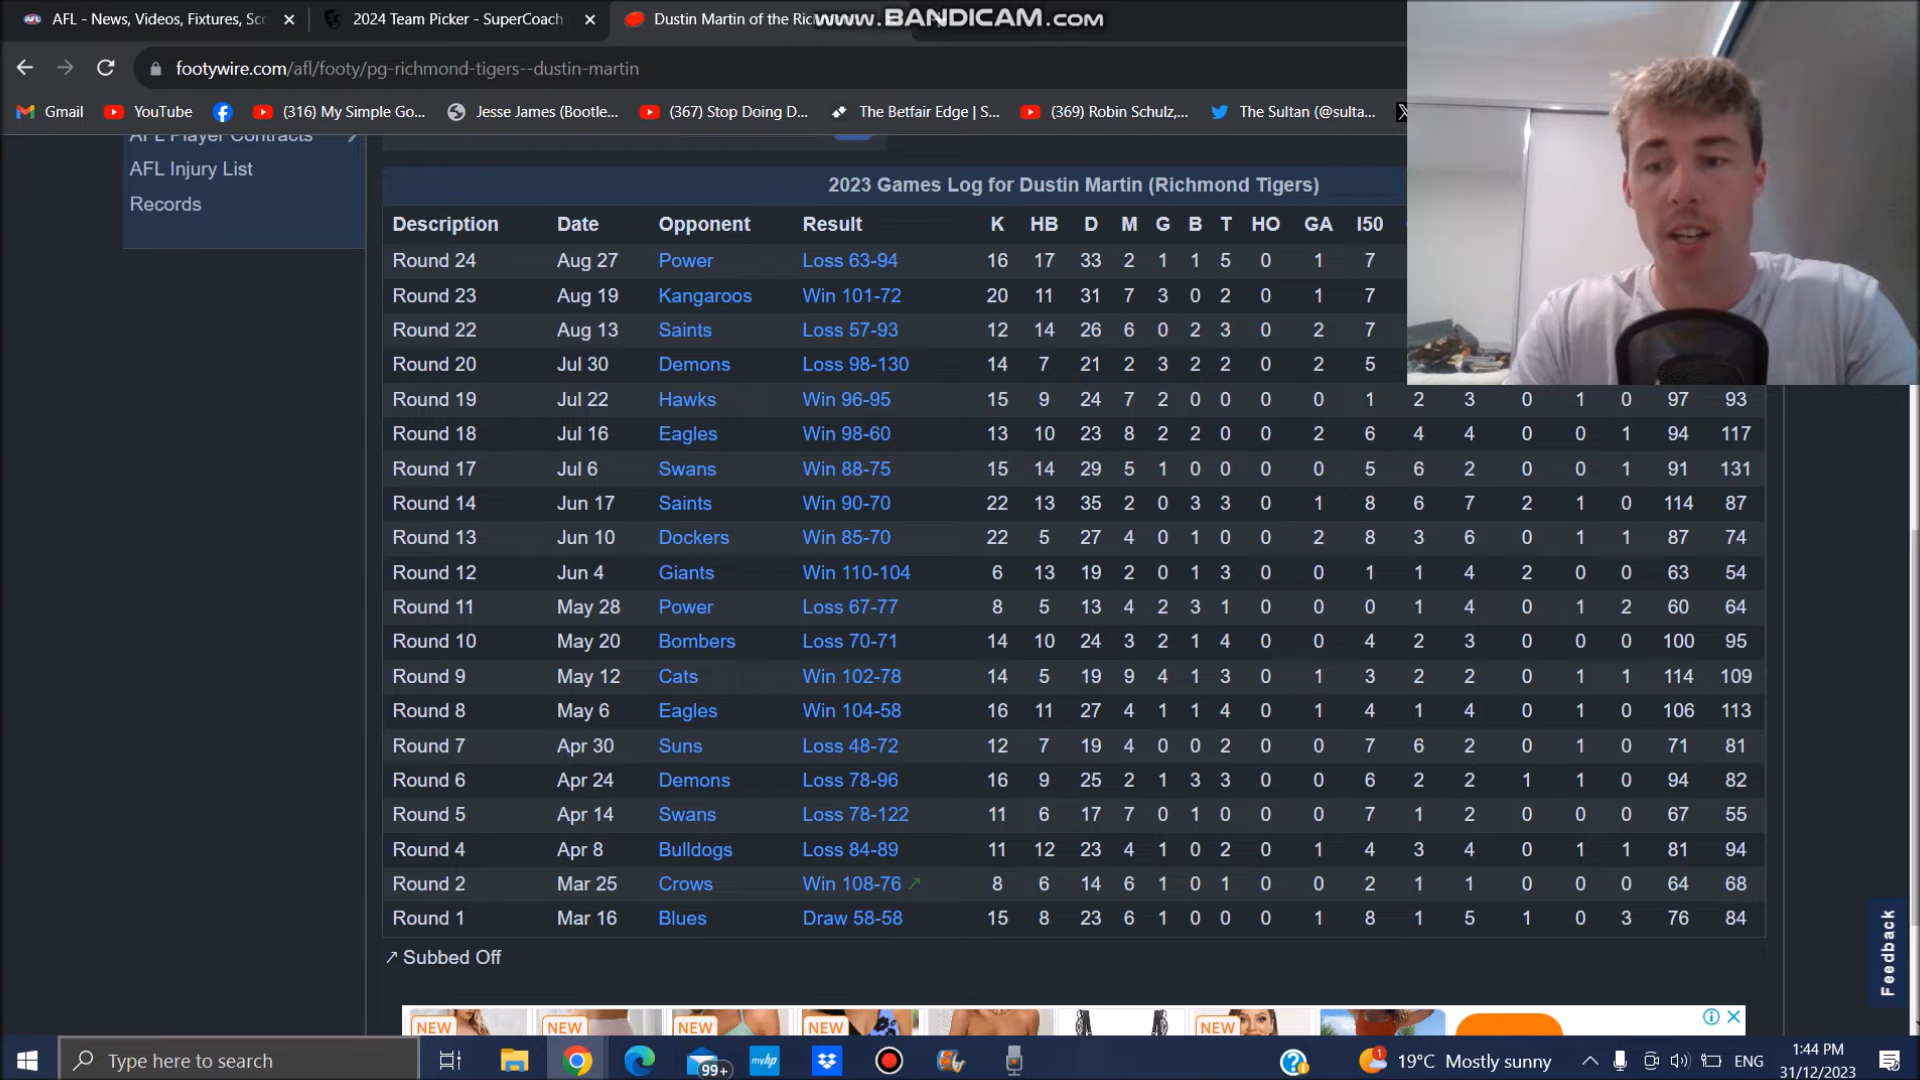 AFL - News, Videos, Fixtures, Sco
2024 Team Picker - SuperCoach
Dustin Martin of the Ric
www.BANDICAM.com
footywire.com/afl/footy/pg-richmond-tigers--dustin-martin
Gmail
YouTube
(316) My Simple Go...
Jesse James (Bootle...
(367) Stop Doing D...
The Betfair Edge | S...
(369) Robin Schulz,...
The Sultan (@sulta...
AFL Player Contracts
AFL Injury List
Records
2023 Games Log for Dustin Martin (Richmond Tigers)
Description Date Opponent Result K HB D M G B T HO GA I50
Round 24 Aug 27 Power Loss 63-94 16 17 33 2 1 1 5 0 1 7
Round 23 Aug 19 Kangaroos Win 101-72 20 11 31 7 3 0 2 0 1 7
Round 22 Aug 13 Saints Loss 57-93 12 14 26 6 0 2 3 0 2 7
Round 20 Jul 30 Demons Loss 98-130 14 7 21 2 3 2 2 0 2 5
Round 19 Jul 22 Hawks Win 96-95 15 9 24 7 2 0 0 0 0 1 2 3 0 1 0 97 93
Round 18 Jul 16 Eagles Win 98-60 13 10 23 8 2 2 0 0 2 6 4 4 0 0 1 94 117
Round 17 Jul 6 Swans Win 88-75 15 14 29 5 1 0 0 0 0 5 6 2 0 0 1 91 131
Round 14 Jun 17 Saints Win 90-70 22 13 35 2 0 3 3 0 1 8 6 7 2 1 0 114 87
Round 13 Jun 10 Dockers Win 85-70 22 5 27 4 0 1 0 0 2 8 3 6 0 1 1 87 74
Round 12 Jun 4 Giants Win 110-104 6 13 19 2 0 1 3 0 0 1 1 4 2 0 0 63 54
Round 11 May 28 Power Loss 67-77 8 5 13 4 2 3 1 0 0 0 1 4 0 1 2 60 64
Round 10 May 20 Bombers Loss 70-71 14 10 24 3 2 1 4 0 0 4 2 3 0 0 0 100 95
Round 9 May 12 Cats Win 102-78 14 5 19 9 4 1 3 0 1 3 2 2 0 1 1 114 109
Round 8 May 6 Eagles Win 104-58 16 11 27 4 1 1 4 0 1 4 1 4 0 1 0 106 113
Round 7 Apr 30 Suns Loss 48-72 12 7 19 4 0 0 2 0 0 7 6 2 0 1 0 71 81
Round 6 Apr 24 Demons Loss 78-96 16 9 25 2 1 3 3 0 0 6 2 2 1 1 0 94 82
Round 5 Apr 14 Swans Loss 78-122 11 6 17 7 0 1 0 0 0 7 1 2 0 0 0 67 55
Round 4 Apr 8 Bulldogs Loss 84-89 11 12 23 4 1 0 2 0 1 4 3 4 0 1 1 81 94
Round 2 Mar 25 Crows Win 108-76 ↗ 8 6 14 6 1 0 1 0 0 2 1 1 0 0 0 64 68
Round 1 Mar 16 Blues Draw 58-58 15 8 23 6 1 0 0 0 1 8 1 5 1 0 3 76 84
↗ Subbed Off
Feedback
NEW NEW NEW NEW NEW
Type here to search
99+
myhp
1
19°C Mostly sunny
ENG
1:44 PM
31/12/2023